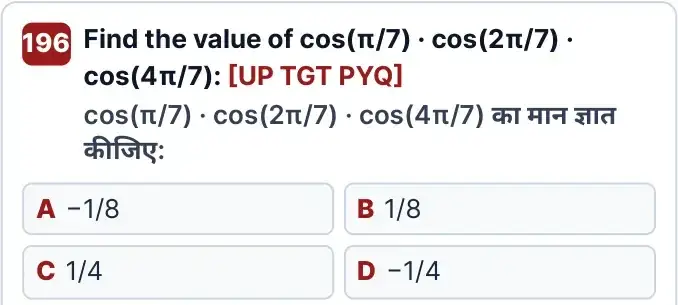 196 Find the value of cos(π/7) · cos(2π/7) ·
cos(4π/7): [UP TGT PYQ]
cos(π/7) · cos(2π/7) · cos(4π/7) का मान ज्ञात
कीजिए:
A −1/8
B 1/8
C 1/4
D −1/4